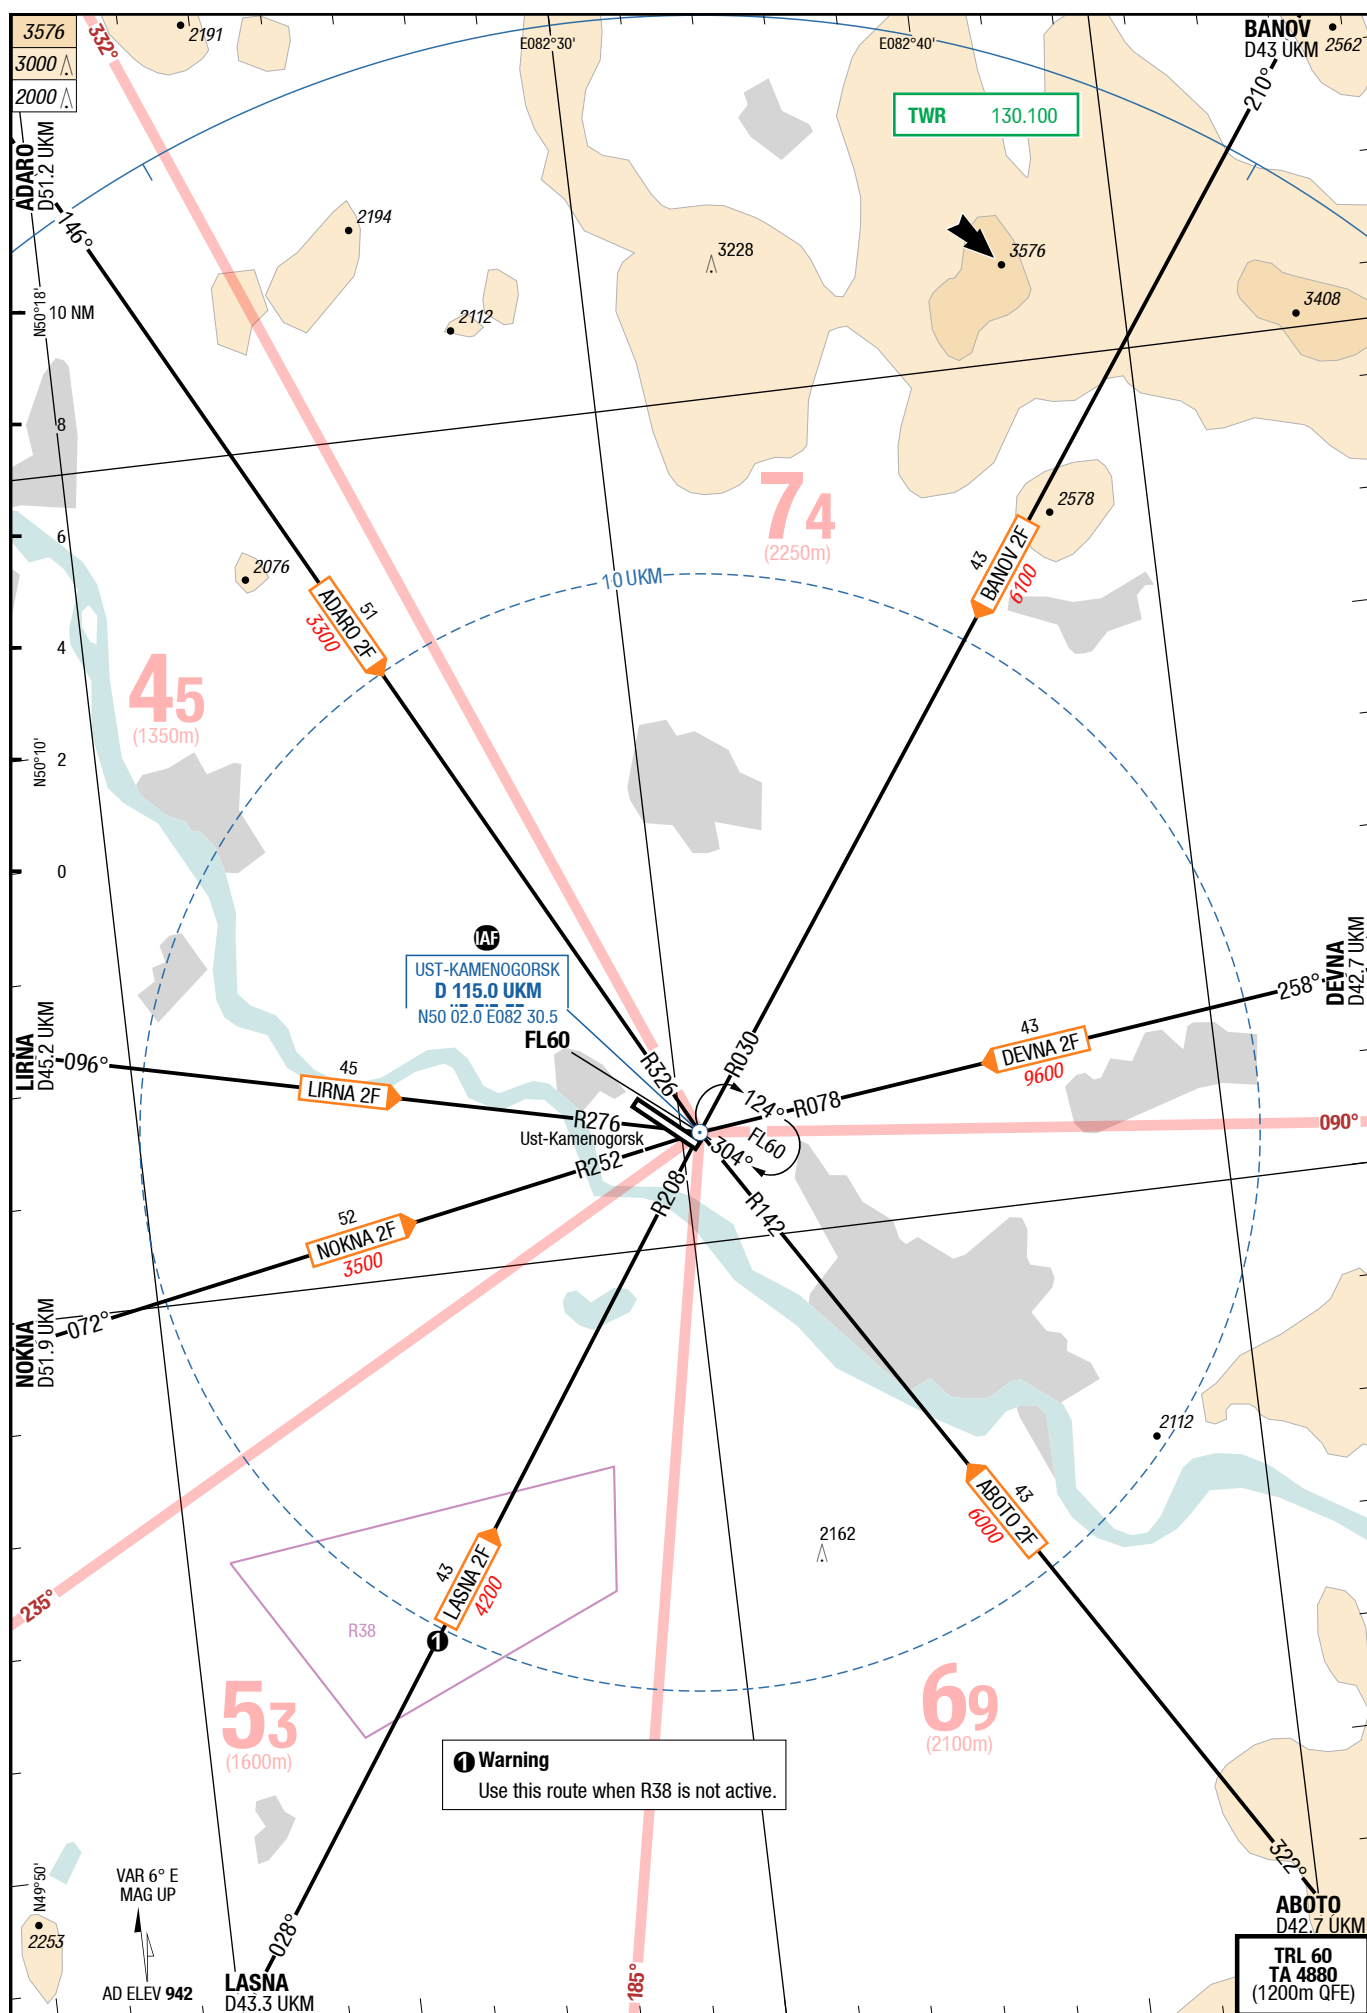 3576
3000
2000
332°
2191
E082°30'
E082°40'
BANOV
D43 UKM
2562
210°
TWR 130.100
ADARO
D51.2 UKM
146°
2194
3228
3576
3408
N50°18'
10 NM
2112
8
74
(2250m)
2578
6
2076
10 UKM
43
BANOV 2F
6100
51
ADARO 2F
3300
4
45
(1350m)
N50°10'
2
0
IAF
UST-KAMENOGORSK
D 115.0 UKM
N50 02.0 E082 30.5
FL60
DEVNA
D42.7 UKM
258°
LIRNA
D45.2 UKM
096°
45
LIRNA 2F
R326
R030
43
DEVNA 2F
9600
124°
R078
R276
Ust-Kamenogorsk
FL60
304°
090°
R252
R208
R142
52
NOKNA 2F
3500
NOKNA
D51.9 UKM
072°
2112
43
ABOTO 2F
6000
2162
43
LASNA 2F
4200
235°
R38
1
53
(1600m)
69
(2100m)
1 Warning
Use this route when R38 is not active.
322°
VAR 6° E
MAG UP
N49°50'
2253
AD ELEV 942
028°
LASNA
D43.3 UKM
185°
ABOTO
D42.7 UKM
TRL 60
TA 4880
(1200m QFE)